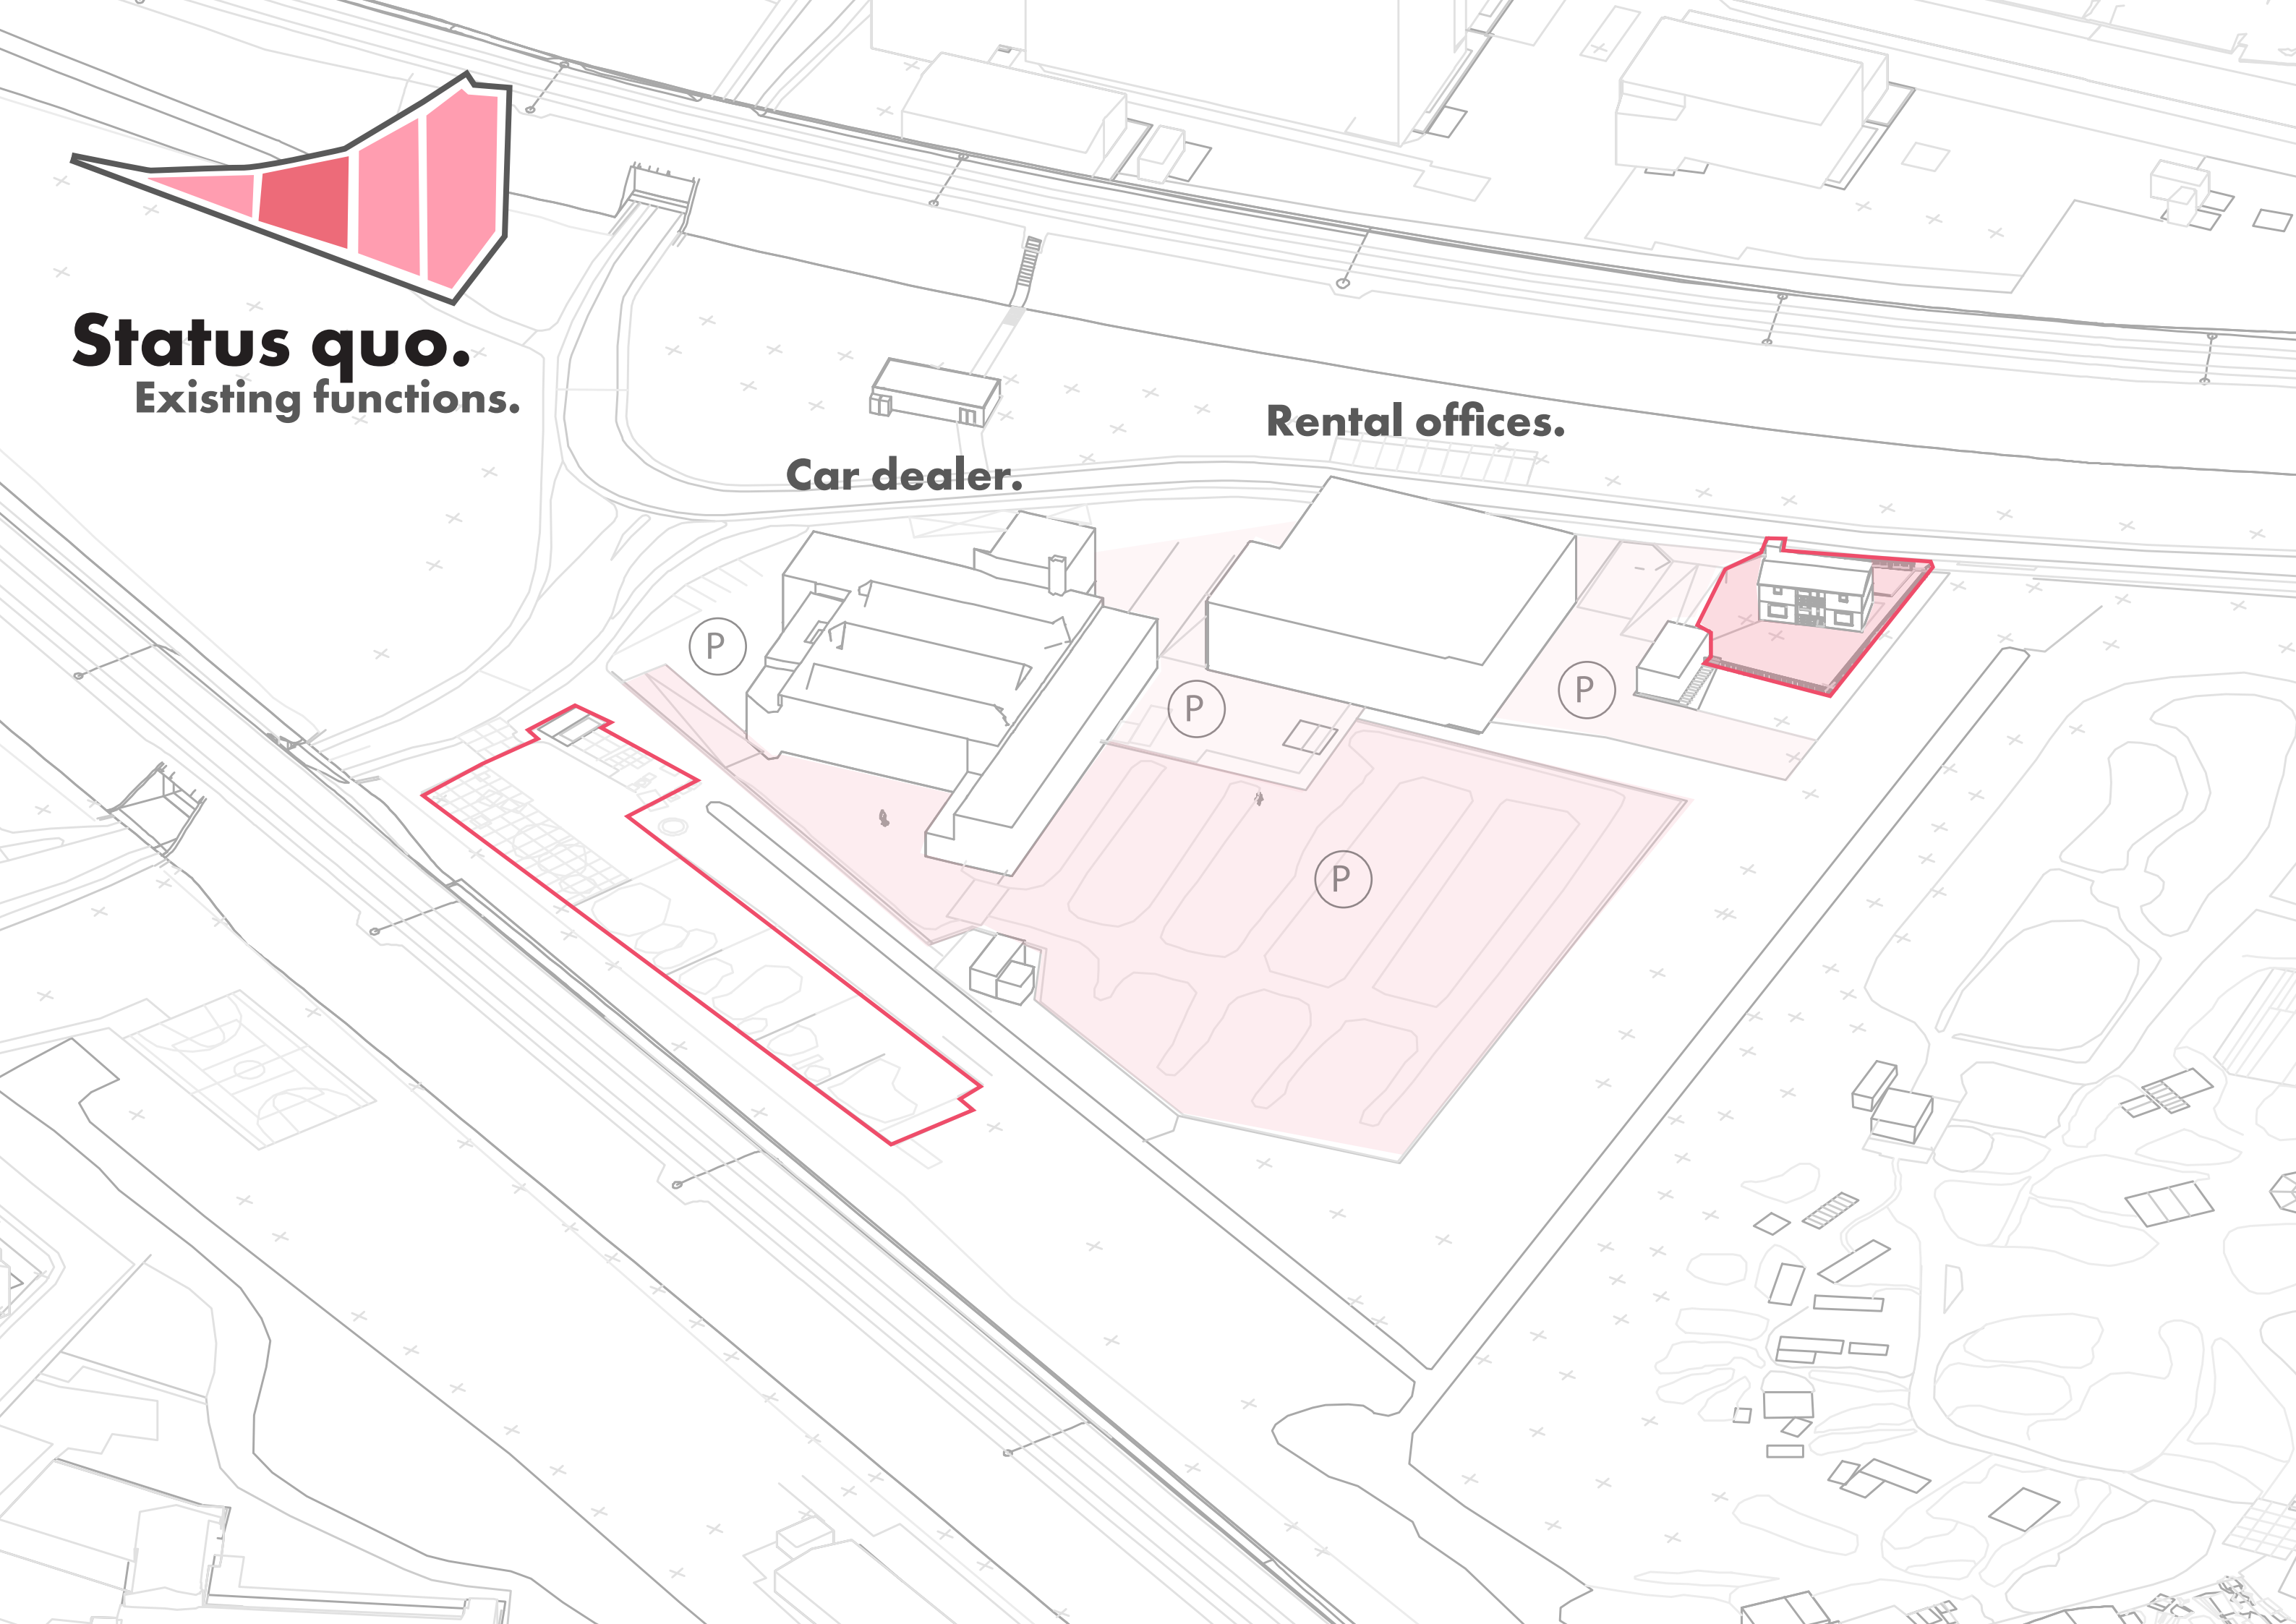 Status quo.
Existing functions.
Rental offices.
Car dealer.
P
P
P
P